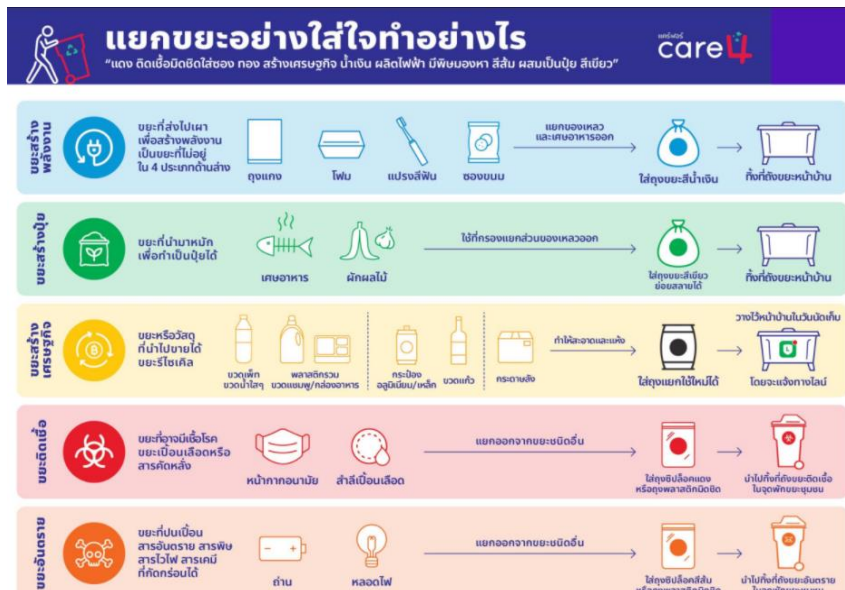 แยกขยะอย่างใส่ใจทำอย่างไร
"แดง ติดเชื้อมิดชิดใส่ซอง ทอง สร้างเศรษฐกิจ น้ำเงิน ผลิตไฟฟ้า มีพิษมองหา สีส้ม ผสมเป็นปุ๋ย สีเขียว"
แคร์ฟอร์
care4
ขยะสร้าง
พลังงาน
ขยะที่ส่งไปเผา
เพื่อสร้างพลังงาน
เป็นขยะที่ไม่อยู่
ใน 4 ประเภทด้านล่าง
ถุงแกง
โฟม
แปรงสีฟัน
ซองขนม
แยกของเหลว
และเศษอาหารออก
ใส่ถุงขยะสีน้ำเงิน
ทิ้งที่ถังขยะหน้าบ้าน
ขยะสร้างปุ๋ย
ขยะที่นำมาหมัก
เพื่อทำเป็นปุ๋ยได้
เศษอาหาร
ผักผลไม้
ใช้ที่กรองแยกส่วนของเหลวออก
ใส่ถุงขยะสีเขียว
ย่อยสลายได้
ทิ้งที่ถังขยะหน้าบ้าน
ขยะสร้าง
เศรษฐกิจ
ขยะหรือวัสดุ
ที่นำไปขายได้
ขยะรีไซเคิล
ขวดเพ็ท
ขวดน้ำใสๆ
พลาสติกรวม
ขวดแชมพู/กล่องอาหาร
กระป๋อง
อลูมิเนียม/เหล็ก
ขวดแก้ว
กระดาษลัง
ทำให้สะอาดและแห้ง
ใส่ถุงแยกใช้ใหม่ได้
วางไว้หน้าบ้านในวันนัดเก็บ
โดยจะแจ้งทางไลน์
ขยะติดเชื้อ
ขยะที่อาจมีเชื้อโรค
ขยะเปื้อนเลือดหรือ
สารคัดหลั่ง
หน้ากากอนามัย
สำลีเปื้อนเลือด
แยกออกจากขยะชนิดอื่น
ใส่ถุงซิปล็อคแดง
หรือถุงพลาสติกมิดชิด
นำไปทิ้งที่ถังขยะติดเชื้อ
ในจุดพักขยะชุมชน
ขยะอันตราย
ขยะที่ปนเปื้อน
สารอันตราย สารพิษ
สารไวไฟ สารเคมี
ที่กัดกร่อนได้
ถ่าน
หลอดไฟ
แยกออกจากขยะชนิดอื่น
ใส่ถุงซิปล็อคสีส้ม
หรือถุงพลาสติกมิดชิด
นำไปทิ้งที่ถังขยะอันตราย
ในจุดพักขยะชุมชน